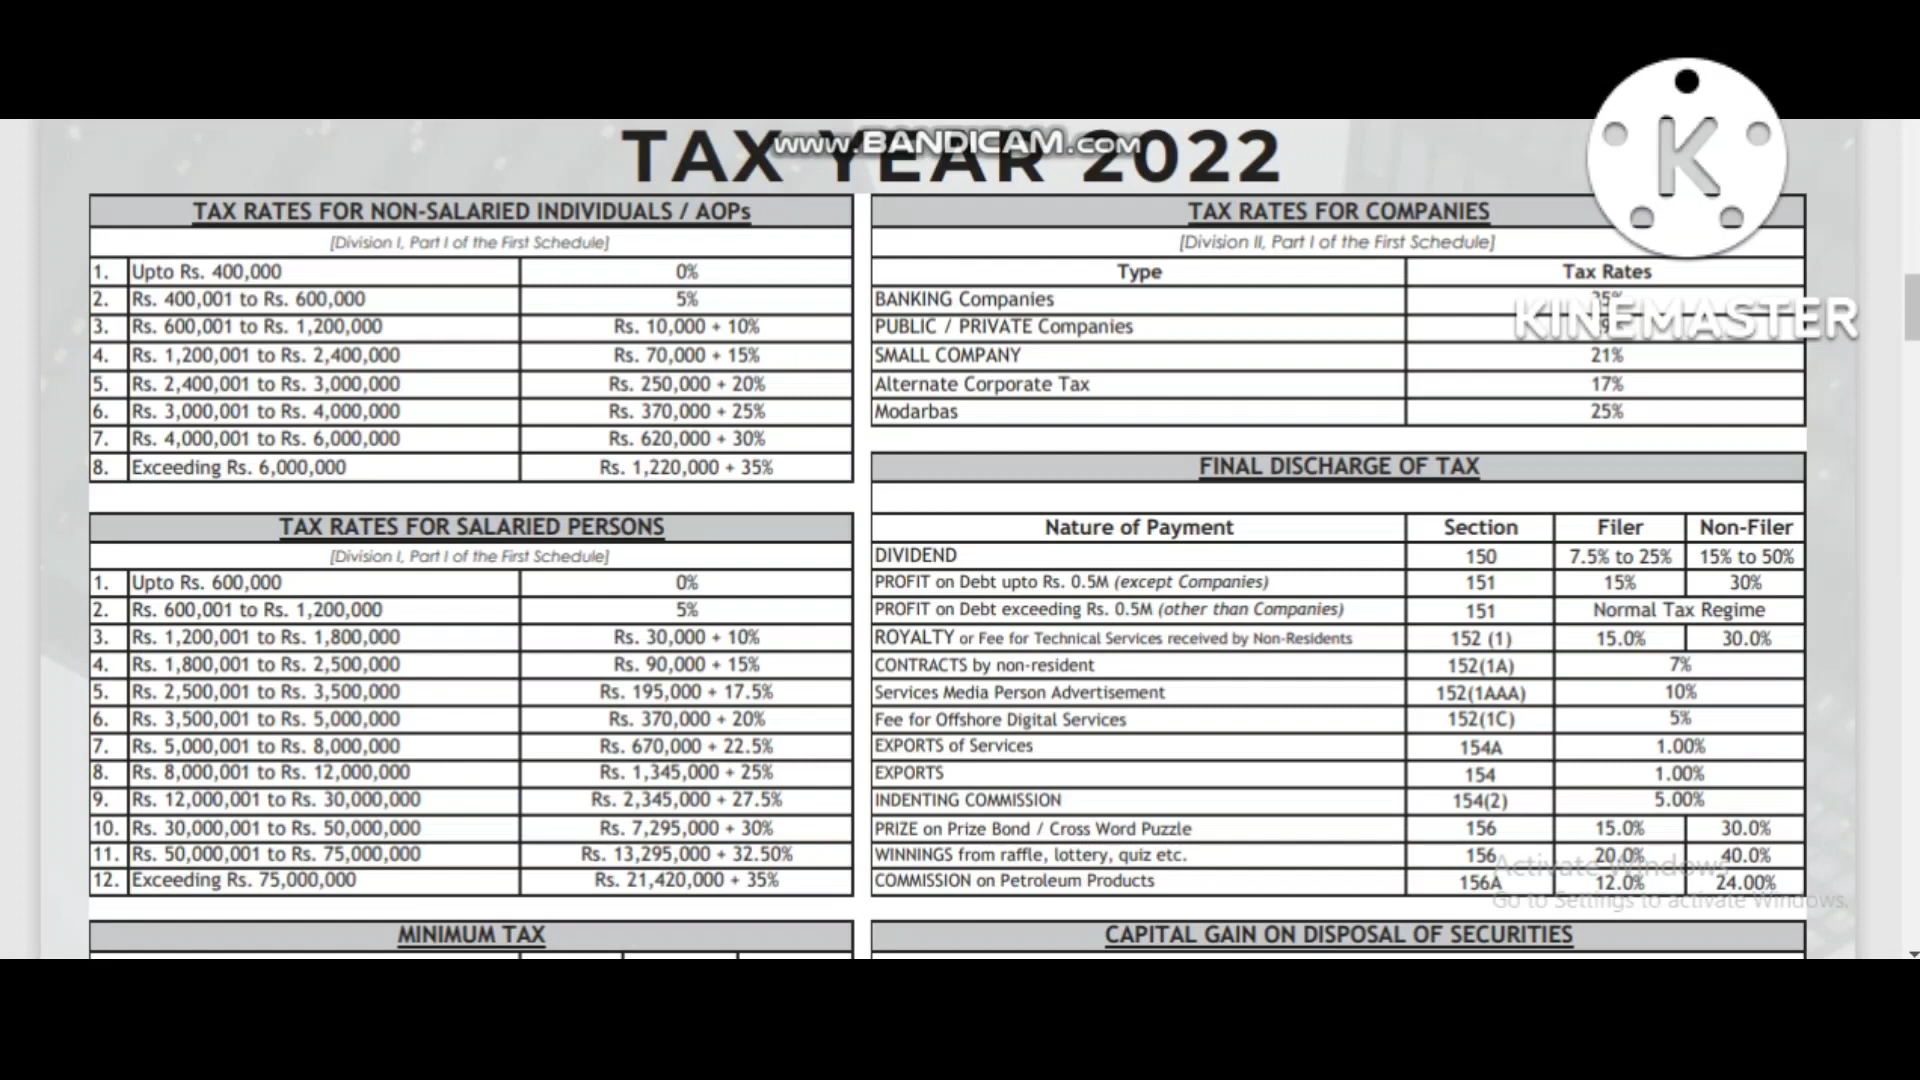 TAX YEAR 2022
www.BANDICAM.com
K
KINEMASTER
TAX RATES FOR NON-SALARIED INDIVIDUALS / AOPs
[Division I, Part I of the First Schedule]
1. Upto Rs. 400,000 0%
2. Rs. 400,001 to Rs. 600,000 5%
3. Rs. 600,001 to Rs. 1,200,000 Rs. 10,000 + 10%
4. Rs. 1,200,001 to Rs. 2,400,000 Rs. 70,000 + 15%
5. Rs. 2,400,001 to Rs. 3,000,000 Rs. 250,000 + 20%
6. Rs. 3,000,001 to Rs. 4,000,000 Rs. 370,000 + 25%
7. Rs. 4,000,001 to Rs. 6,000,000 Rs. 620,000 + 30%
8. Exceeding Rs. 6,000,000 Rs. 1,220,000 + 35%
TAX RATES FOR SALARIED PERSONS
[Division I, Part I of the First Schedule]
1. Upto Rs. 600,000 0%
2. Rs. 600,001 to Rs. 1,200,000 5%
3. Rs. 1,200,001 to Rs. 1,800,000 Rs. 30,000 + 10%
4. Rs. 1,800,001 to Rs. 2,500,000 Rs. 90,000 + 15%
5. Rs. 2,500,001 to Rs. 3,500,000 Rs. 195,000 + 17.5%
6. Rs. 3,500,001 to Rs. 5,000,000 Rs. 370,000 + 20%
7. Rs. 5,000,001 to Rs. 8,000,000 Rs. 670,000 + 22.5%
8. Rs. 8,000,001 to Rs. 12,000,000 Rs. 1,345,000 + 25%
9. Rs. 12,000,001 to Rs. 30,000,000 Rs. 2,345,000 + 27.5%
10. Rs. 30,000,001 to Rs. 50,000,000 Rs. 7,295,000 + 30%
11. Rs. 50,000,001 to Rs. 75,000,000 Rs. 13,295,000 + 32.50%
12. Exceeding Rs. 75,000,000 Rs. 21,420,000 + 35%
MINIMUM TAX
TAX RATES FOR COMPANIES
[Division II, Part I of the First Schedule]
Type Tax Rates
BANKING Companies
PUBLIC / PRIVATE Companies
SMALL COMPANY 21%
Alternate Corporate Tax 17%
Modarbas 25%
FINAL DISCHARGE OF TAX
Nature of Payment Section Filer Non-Filer
DIVIDEND 150 7.5% to 25% 15% to 50%
PROFIT on Debt upto Rs. 0.5M (except Companies) 151 15% 30%
PROFIT on Debt exceeding Rs. 0.5M (other than Companies) 151 Normal Tax Regime
ROYALTY or Fee for Technical Services received by Non-Residents 152 (1) 15.0% 30.0%
CONTRACTS by non-resident 152(1A) 7%
Services Media Person Advertisement 152(1AAA) 10%
Fee for Offshore Digital Services 152(1C) 5%
EXPORTS of Services 154A 1.00%
EXPORTS 154 1.00%
INDENTING COMMISSION 154(2) 5.00%
PRIZE on Prize Bond / Cross Word Puzzle 156 15.0% 30.0%
WINNINGS from raffle, lottery, quiz etc. 156 20.0% 40.0%
COMMISSION on Petroleum Products 156A 12.0% 24.00%
CAPITAL GAIN ON DISPOSAL OF SECURITIES
Activate Windows
Go to Settings to activate Windows.